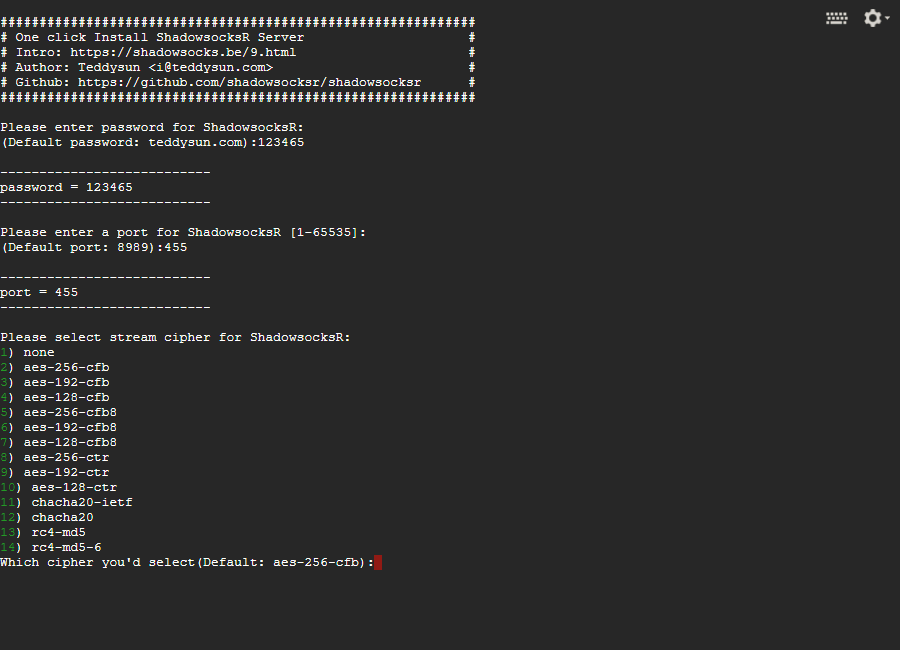 #############################################################
# One click Install ShadowsocksR Server                     #
# Intro: https://shadowsocks.be/9.html                      #
# Author: Teddysun <i@teddysun.com>                         #
# Github: https://github.com/shadowsocksr/shadowsocksr      #
#############################################################
Please enter password for ShadowsocksR:
(Default password: teddysun.com):123465
---------------------------
password = 123465
---------------------------
Please enter a port for ShadowsocksR [1-65535]:
(Default port: 8989):455
---------------------------
port = 455
---------------------------
Please select stream cipher for ShadowsocksR:
1) none
2) aes-256-cfb
3) aes-192-cfb
4) aes-128-cfb
5) aes-256-cfb8
6) aes-192-cfb8
7) aes-128-cfb8
8) aes-256-ctr
9) aes-192-ctr
10) aes-128-ctr
11) chacha20-ietf
12) chacha20
13) rc4-md5
14) rc4-md5-6
Which cipher you'd select(Default: aes-256-cfb):